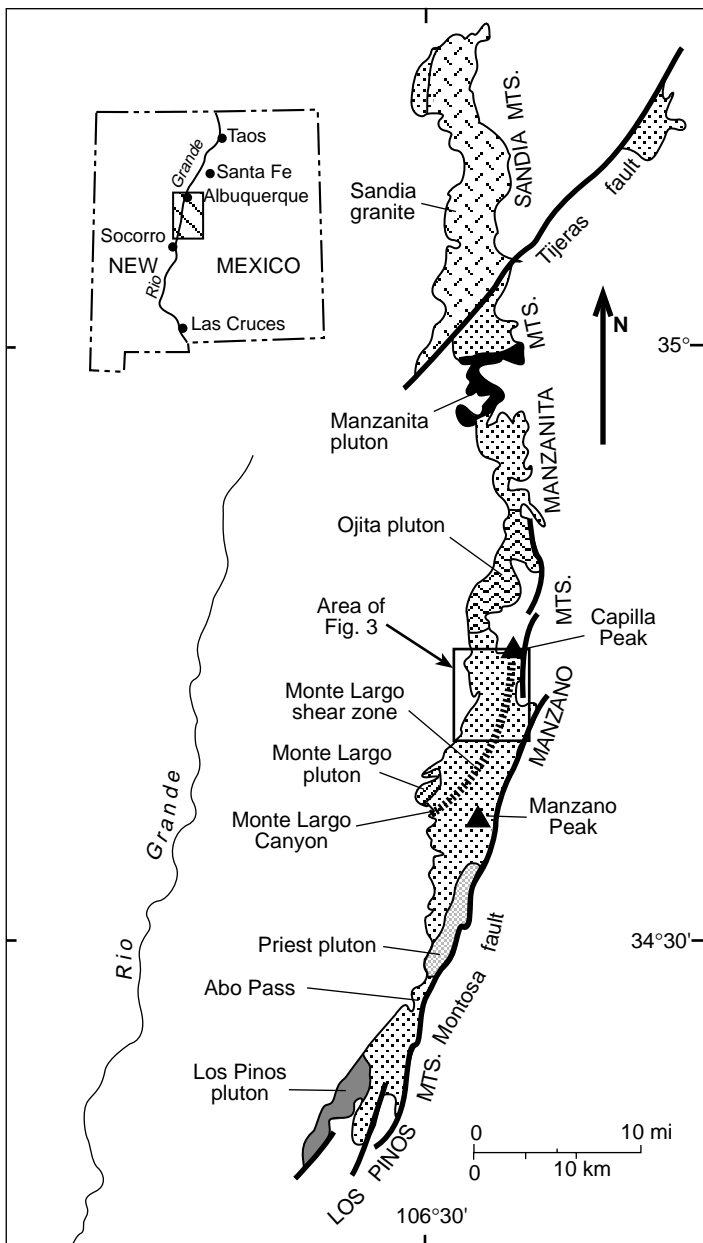 Taos
Santa Fe
Albuquerque
Socorro
NEW MEXICO
Las Cruces
Rio Grande
Sandia
granite
SANDIA MTS.
Tijeras fault
N
35°
Manzanita
pluton
MANZANITA MTS.
Ojita pluton
Area of
Fig. 3
Capilla
Peak
Monte Largo
shear zone
MANZANO MTS.
Monte Largo
pluton
Monte Largo
Canyon
Manzano
Peak
Rio Grande
Priest pluton
34°30'
Abo Pass
Montosa fault
Los Pinos
pluton
LOS PINOS MTS.
0 10 mi
0 10 km
106°30'